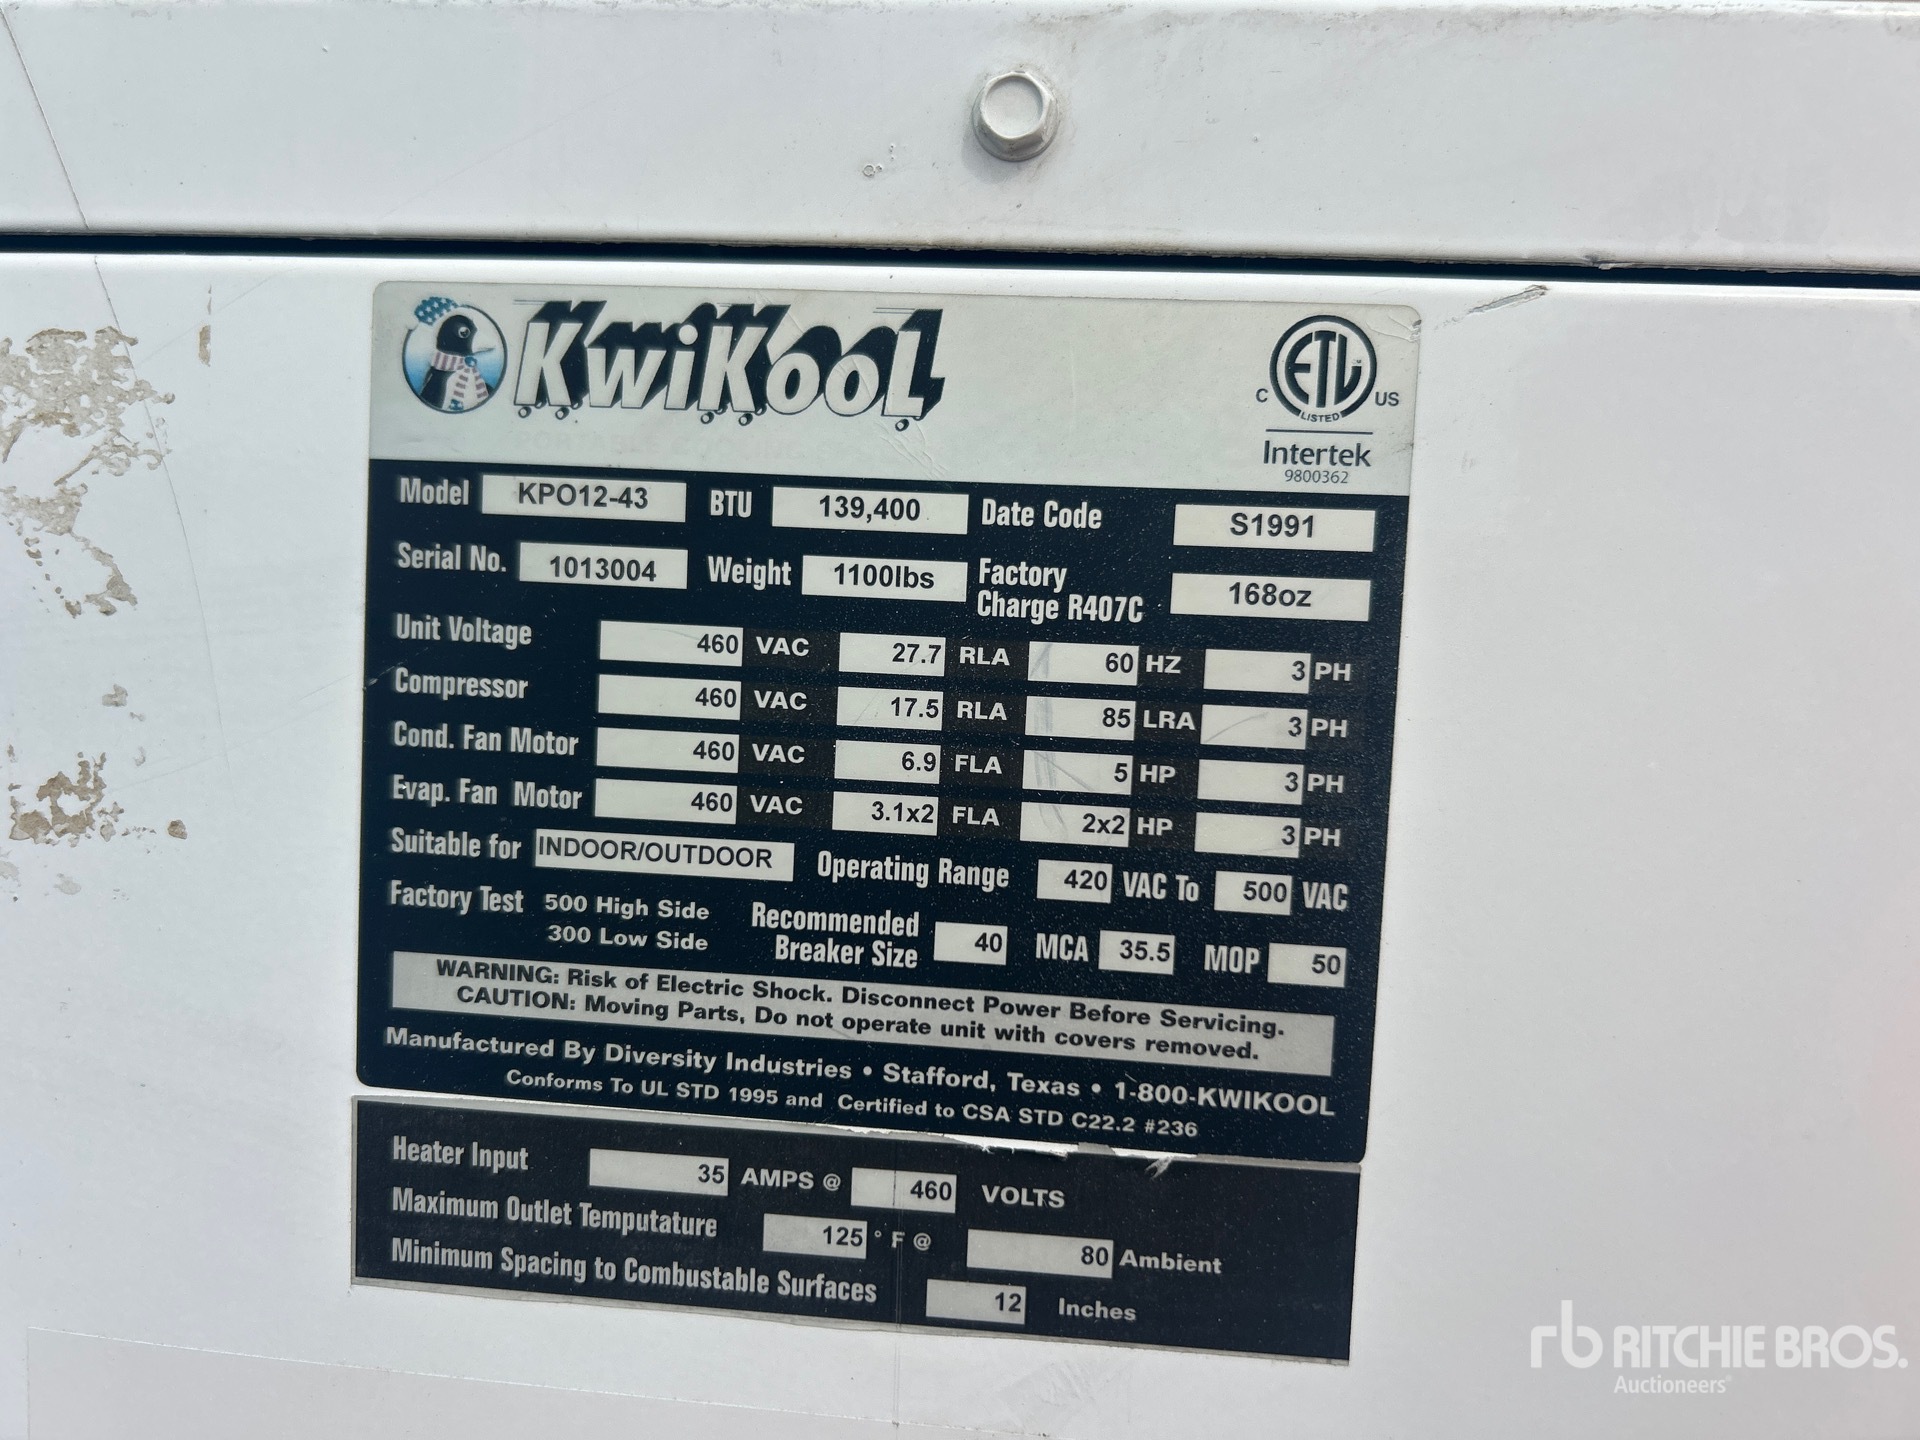 KwiKool
ETL
C US
LISTED
Intertek
9800362
Model KPO12-43 BTU 139,400 Date Code S1991
Serial No. 1013004 Weight 1100lbs Factory Charge R407C 168oz
Unit Voltage 460 VAC 27.7 RLA 60 HZ 3 PH
Compressor 460 VAC 17.5 RLA 85 LRA 3 PH
Cond. Fan Motor 460 VAC 6.9 FLA 5 HP 3 PH
Evap. Fan Motor 460 VAC 3.1x2 FLA 2x2 HP 3 PH
Suitable for INDOOR/OUTDOOR Operating Range 420 VAC To 500 VAC
Factory Test 500 High Side
300 Low Side
Recommended Breaker Size 40 MCA 35.5 MOP 50
WARNING: Risk of Electric Shock. Disconnect Power Before Servicing.
CAUTION: Moving Parts, Do not operate unit with covers removed.
Manufactured By Diversity Industries • Stafford, Texas • 1-800-KWIKOOL
Conforms To UL STD 1995 and Certified to CSA STD C22.2 #236
Heater Input 35 AMPS @ 460 VOLTS
Maximum Outlet Temputature 125 ° F @ 80 Ambient
Minimum Spacing to Combustable Surfaces 12 Inches
rb RITCHIE BROS.
Auctioneers